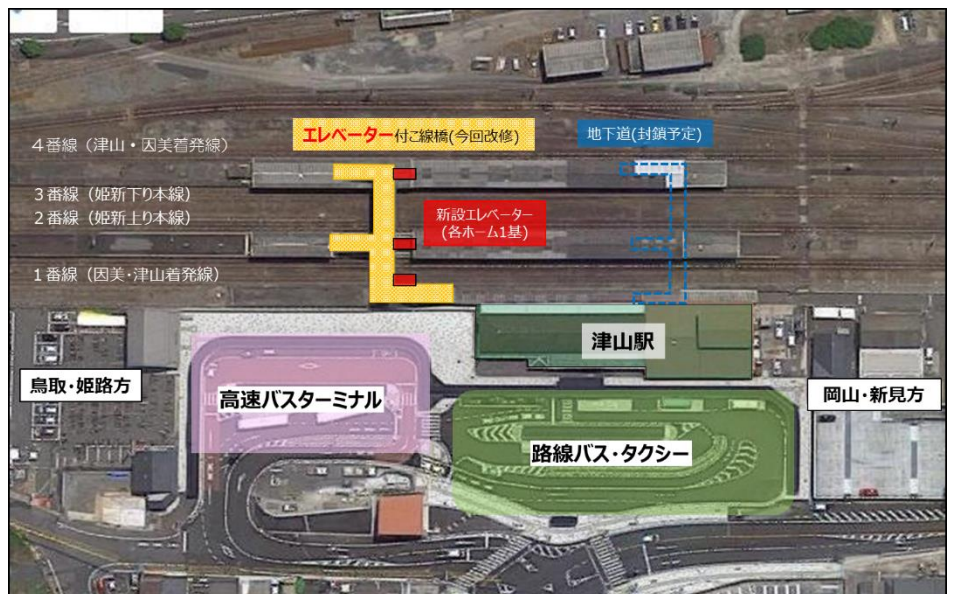 エレベーター付こ線橋(今回改修)
地下道(封鎖予定)
4番線（津山・因美着発線）
3番線（姫新下り本線）
2番線（姫新上り本線）
新設エレベーター
(各ホーム1基)
1番線（因美・津山着発線）
津山駅
鳥取・姫路方
高速バスターミナル
岡山・新見方
路線バス・タクシー